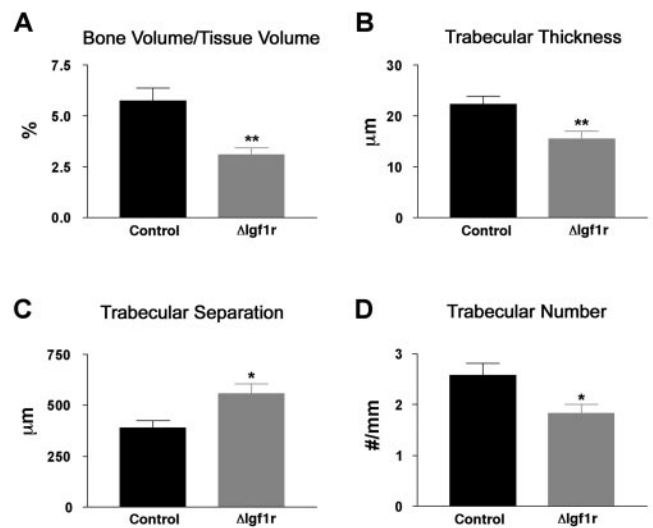 A
Bone Volume/Tissue Volume
7.5
5.0
2.5
0.0
%
**
Control
ΔIgf1r
B
Trabecular Thickness
30
20
10
0
μm
**
Control
ΔIgf1r
C
Trabecular Separation
750
500
250
0
μm
*
Control
ΔIgf1r
D
Trabecular Number
3
2
1
0
#/mm
*
Control
ΔIgf1r